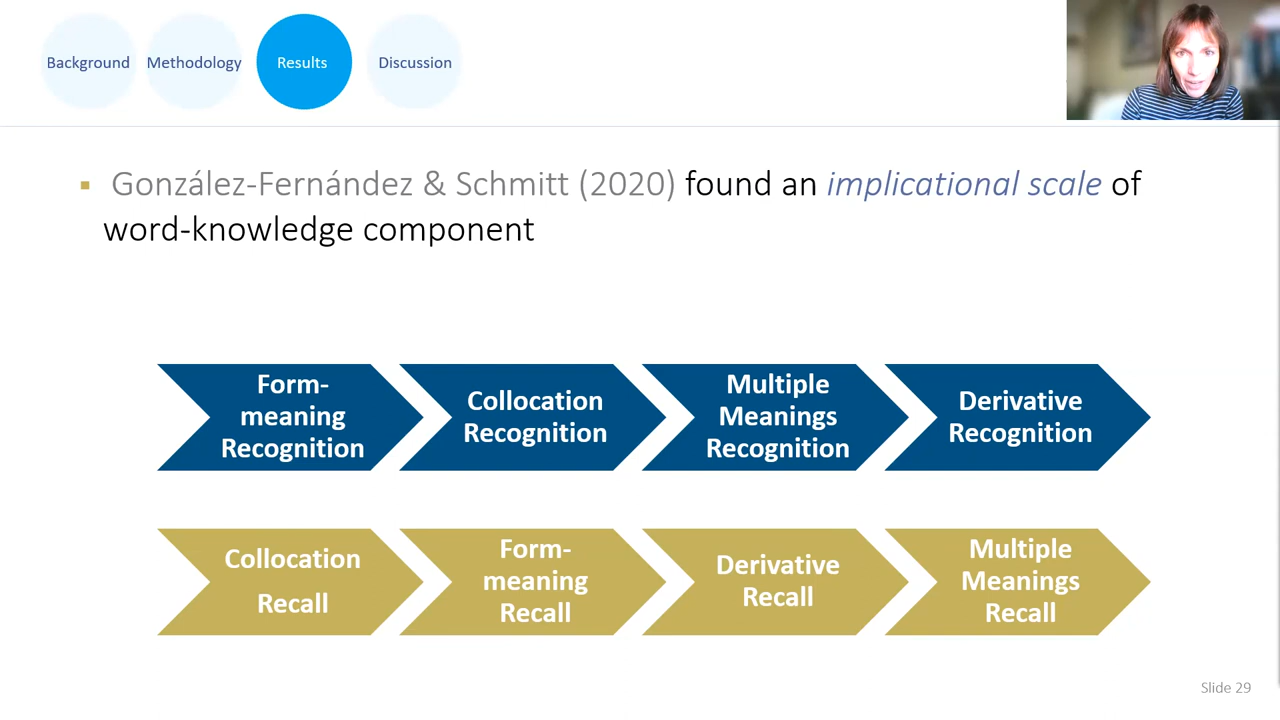 Background
Methodology
Results
Discussion
▪ González-Fernández & Schmitt (2020) found an implicational scale of
word-knowledge component
Form-
meaning
Recognition
Collocation
Recognition
Multiple
Meanings
Recognition
Derivative
Recognition
Collocation
Recall
Form-
meaning
Recall
Derivative
Recall
Multiple
Meanings
Recall
Slide 29